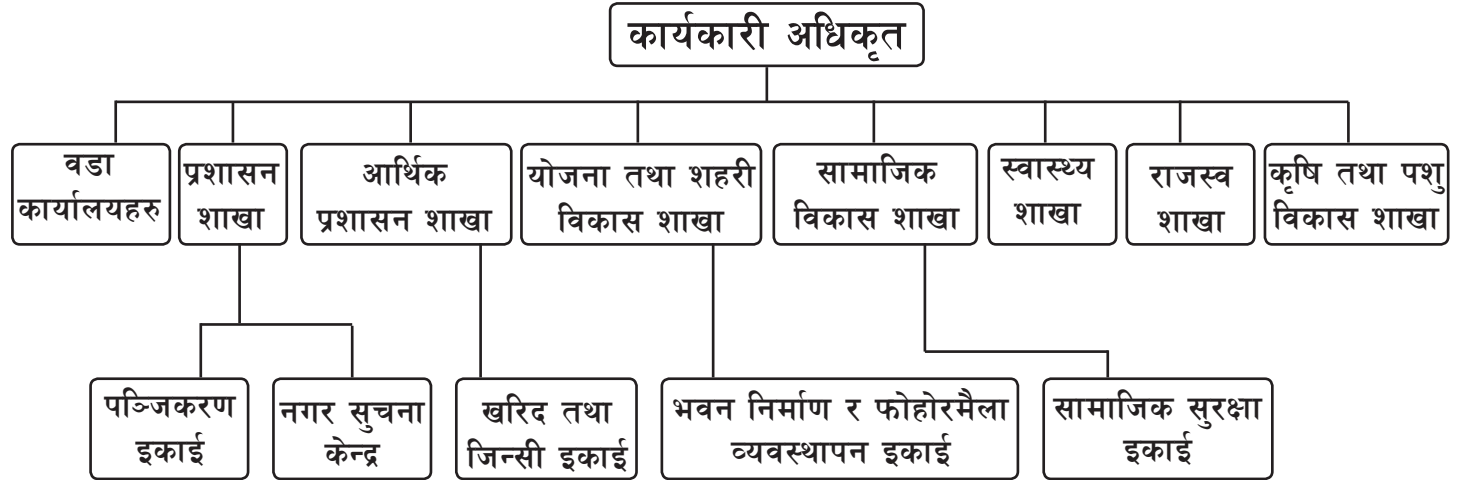 कार्यकारी अधिकृत
वडा
कार्यालयहरु
प्रशासन
शाखा
आर्थिक
प्रशासन शाखा
योजना तथा शहरी
विकास शाखा
सामाजिक
विकास शाखा
स्वास्थ्य
शाखा
राजस्व
शाखा
कृषि तथा पशु
विकास शाखा
पञ्जिकरण
इकाई
नगर सुचना
केन्द्र
खरिद तथा
जिन्सी इकाई
भवन निर्माण र फोहोरमैला
व्यवस्थापन इकाई
सामाजिक सुरक्षा
इकाई